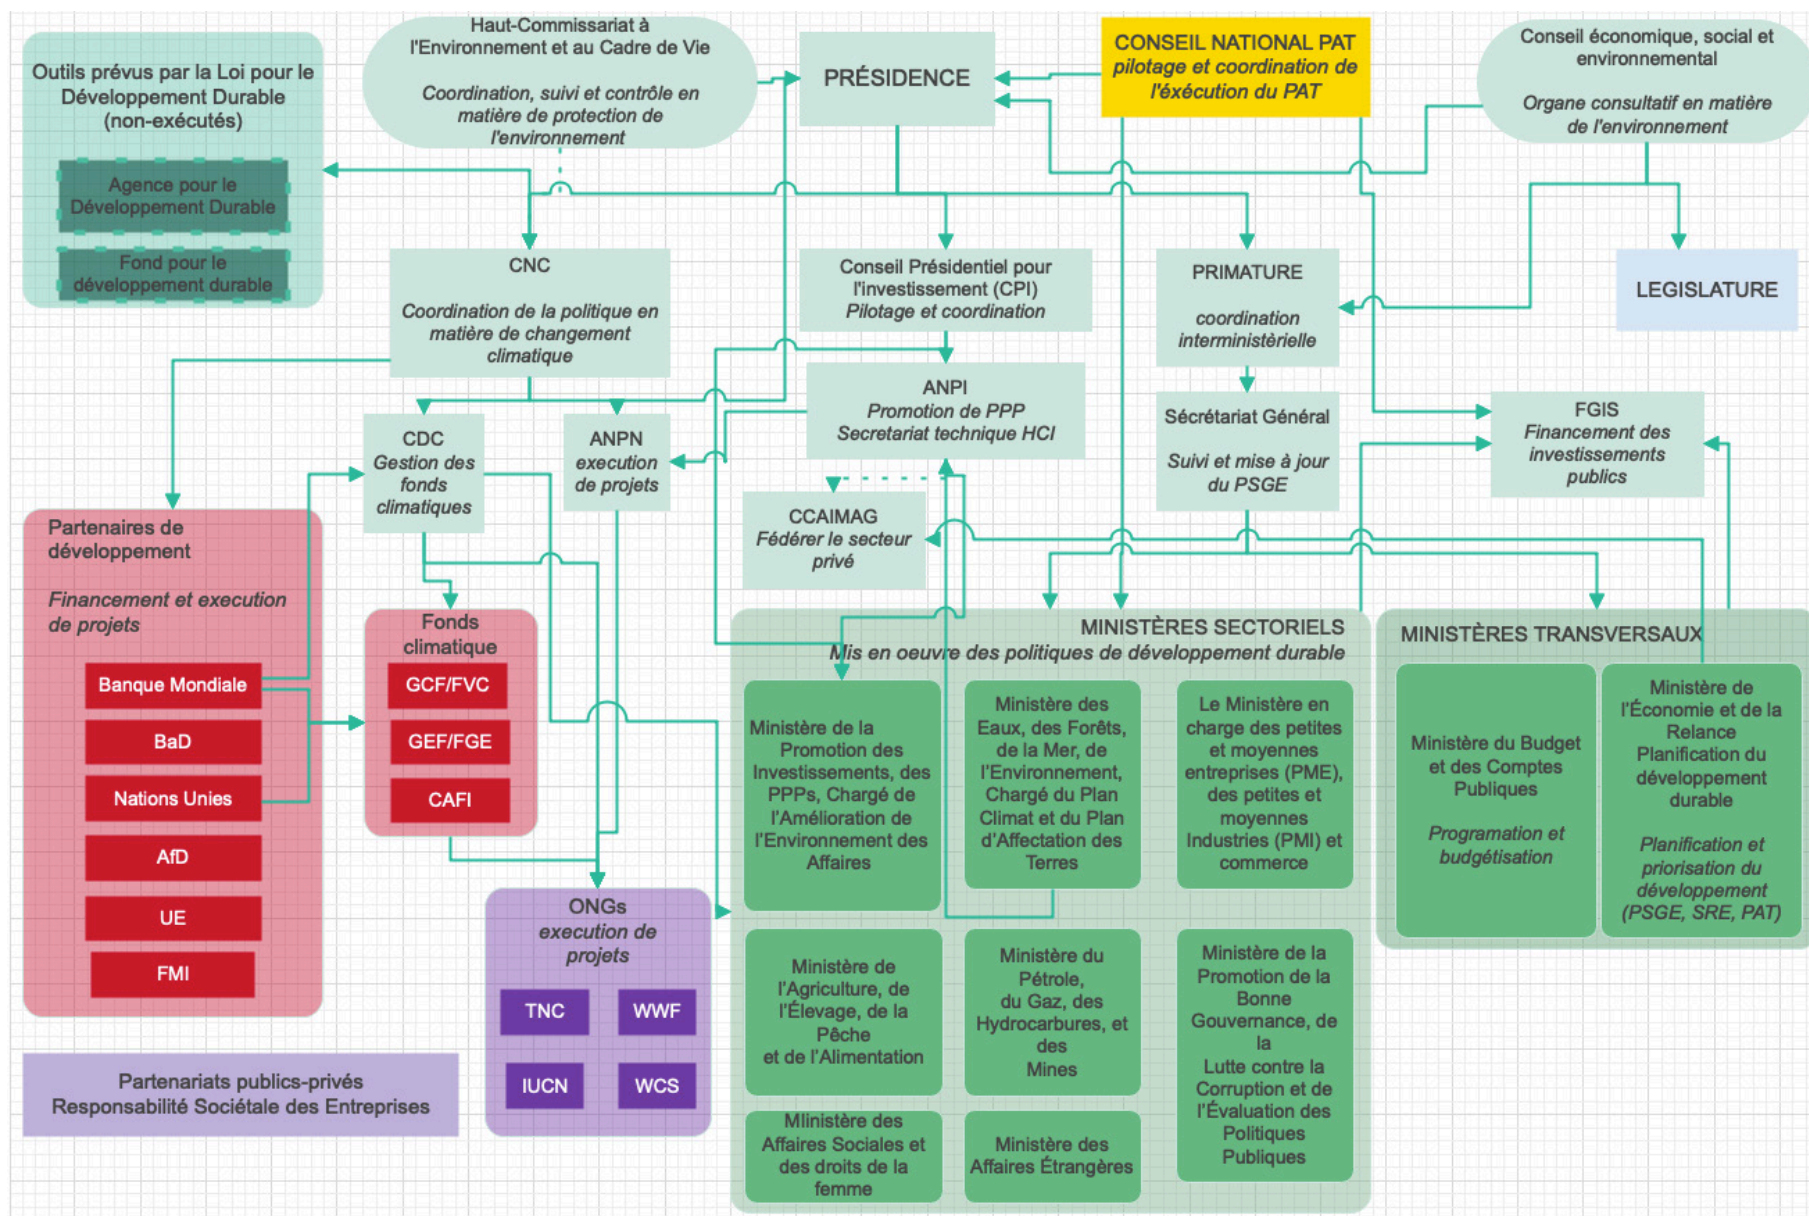 Outils prévus par la Loi pour le
Développement Durable
(non-exécutés)
Agence pour le
Développement Durable
Fond pour le
développement durable
Haut-Commissariat à
l'Environnement et au Cadre de Vie
Coordination, suivi et contrôle en
matière de protection de
l'environnement
PRÉSIDENCE
CONSEIL NATIONAL PAT
pilotage et coordination de
l'éxécution du PAT
Conseil économique, social et
environnemental
Organe consultatif en matière
de l'environnement
CNC
Coordination de la politique en
matière de changement
climatique
Conseil Présidentiel pour
l'investissement (CPI)
Pilotage et coordination
PRIMATURE
coordination
interministèrielle
LEGISLATURE
CDC
Gestion des
fonds
climatiques
ANPN
execution
de projets
ANPI
Promotion de PPP
Secretariat technique HCI
Sécrétariat Général
Suivi et mise à jour
du PSGE
FGIS
Financement des
investissements
publics
CCAIMAG
Fédérer le secteur
privé
Partenaires de
développement
Financement et execution
de projets
Banque Mondiale
BaD
Nations Unies
AfD
UE
FMI
Fonds
climatique
GCF/FVC
GEF/FGE
CAFI
ONGs
execution de
projets
TNC
WWF
IUCN
WCS
Partenariats publics-privés
Responsabilité Sociétale des Entreprises
MINISTÈRES SECTORIELS
Mis en oeuvre des politiques de développement durable
Ministère de la
Promotion des
Investissements, des
PPPs, Chargé de
l'Amélioration de
l'Environnement des
Affaires
Ministère des
Eaux, des Forêts,
de la Mer, de
l'Environnement,
Chargé du Plan
Climat et du Plan
d'Affectation des
Terres
Le Ministère en
charge des petites
et moyennes
entreprises (PME),
des petites et
moyennes
Industries (PMI) et
commerce
Ministère de
l'Agriculture, de
l'Élevage, de la
Pêche
et de l'Alimentation
Ministère du
Pétrole,
du Gaz, des
Hydrocarbures, et
des
Mines
Ministère de la
Promotion de la
Bonne
Gouvernance, de
la
Lutte contre la
Corruption et de
l'Évaluation des
Politiques
Publiques
MIinistère des
Affaires Sociales et
des droits de la
femme
Ministère des
Affaires Étrangères
MINISTÈRES TRANSVERSAUX
Ministère du Budget
et des Comptes
Publiques
Programation et
budgétisation
Ministère de
l'Économie et de la
Relance
Planification du
développement
durable
Planification et
priorisation du
développement
(PSGE, SRE, PAT)